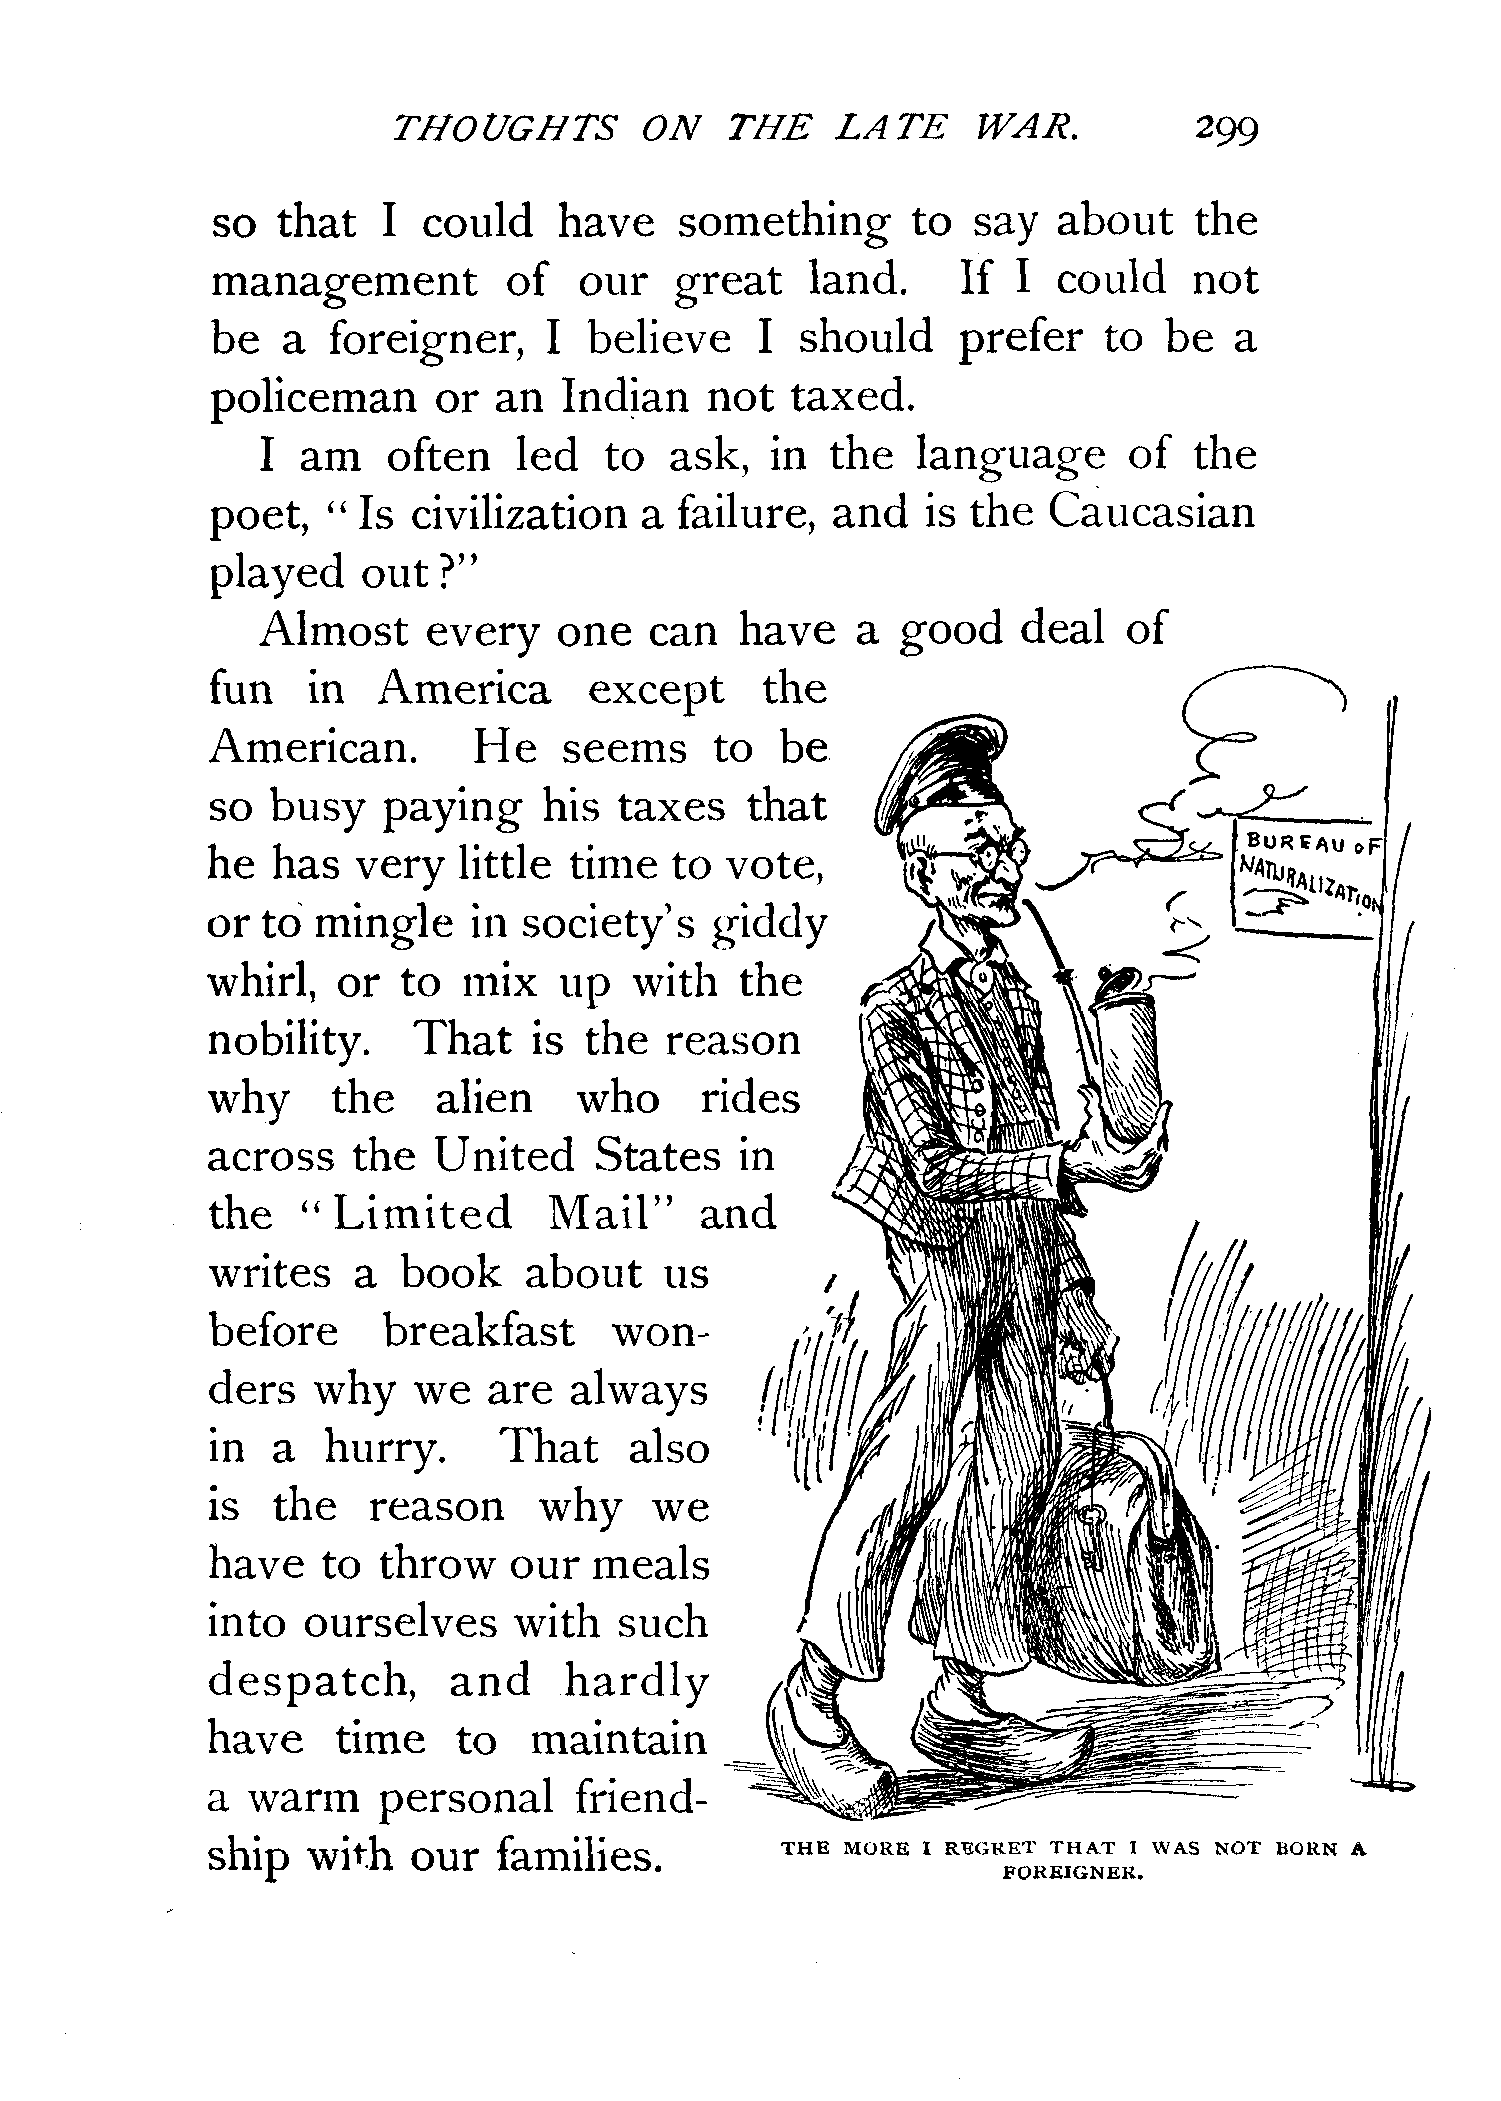 THOUGHTS ON THE LATE WAR. 299
so that I could have something to say about the
management of our great land. If I could not
be a foreigner, I believe I should prefer to be a
policeman or an Indian not taxed.
I am often led to ask, in the language of the
poet, “Is civilization a failure, and is the Caucasian
played out?”
Almost every one can have a good deal of
fun in America except the
American. He seems to be
so busy paying his taxes that
he has very little time to vote,
or to mingle in society’s giddy
whirl, or to mix up with the
nobility. That is the reason
why the alien who rides
across the United States in
the “Limited Mail” and
writes a book about us
before breakfast won-
ders why we are always
in a hurry. That also
is the reason why we
have to throw our meals
into ourselves with such
despatch, and hardly
have time to maintain
a warm personal friend-
ship with our families.
BUREAU OF
NATURALIZATION
THE MORE I REGRET THAT I WAS NOT BORN A
FOREIGNER.